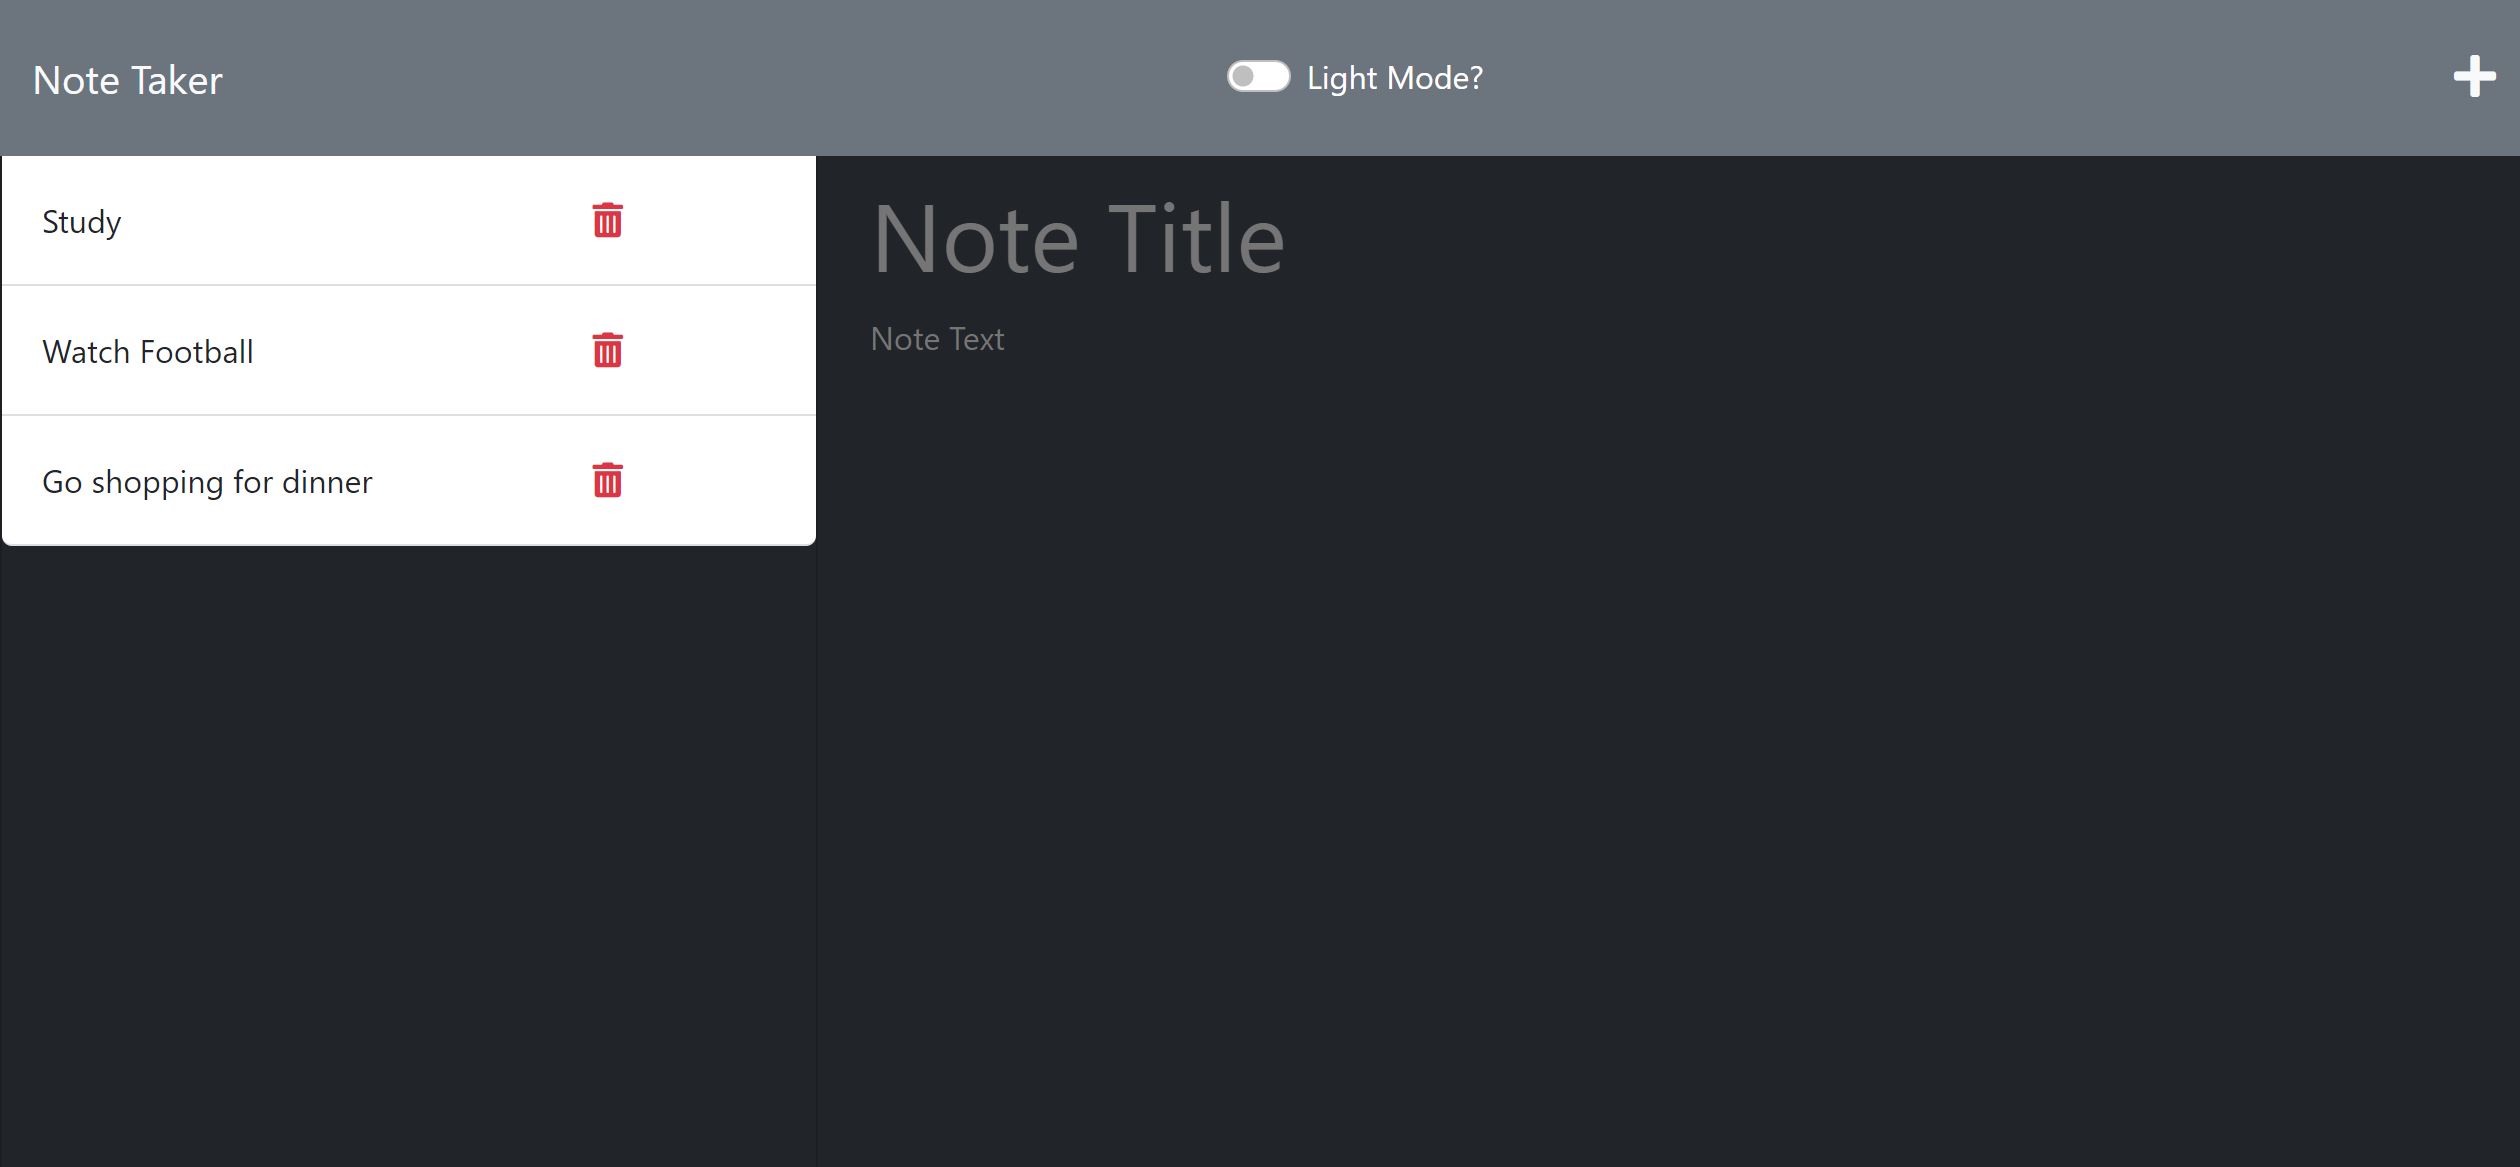 Note Taker
Light Mode?
Study
Watch Football
Go shopping for dinner
Note Title
Note Text